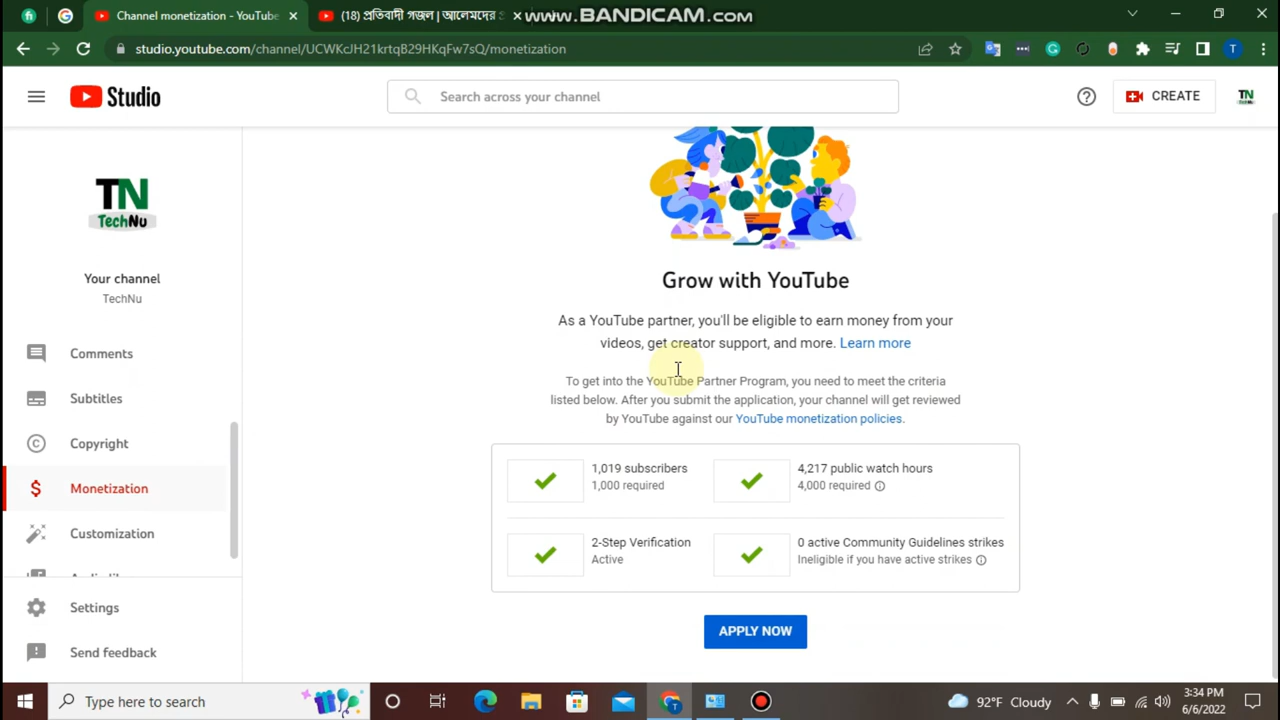 Channel monetization - YouTube
(18) প্রতিবাদী গজল | আলেমদের
www.BANDICAM.com
studio.youtube.com/channel/UCWKcJH21krtqB29HKqFw7sQ/monetization
T
Studio
Search across your channel
CREATE
TN
TN
TechNu
Your channel
TechNu
Comments
Subtitles
Copyright
Monetization
Customization
Settings
Send feedback
Grow with YouTube
As a YouTube partner, you'll be eligible to earn money from your
videos, get creator support, and more. Learn more
To get into the YouTube Partner Program, you need to meet the criteria
listed below. After you submit the application, your channel will get reviewed
by YouTube against our YouTube monetization policies.
1,019 subscribers
1,000 required
4,217 public watch hours
4,000 required
2-Step Verification
Active
0 active Community Guidelines strikes
Ineligible if you have active strikes
APPLY NOW
Type here to search
92°F Cloudy
3:34 PM
6/6/2022